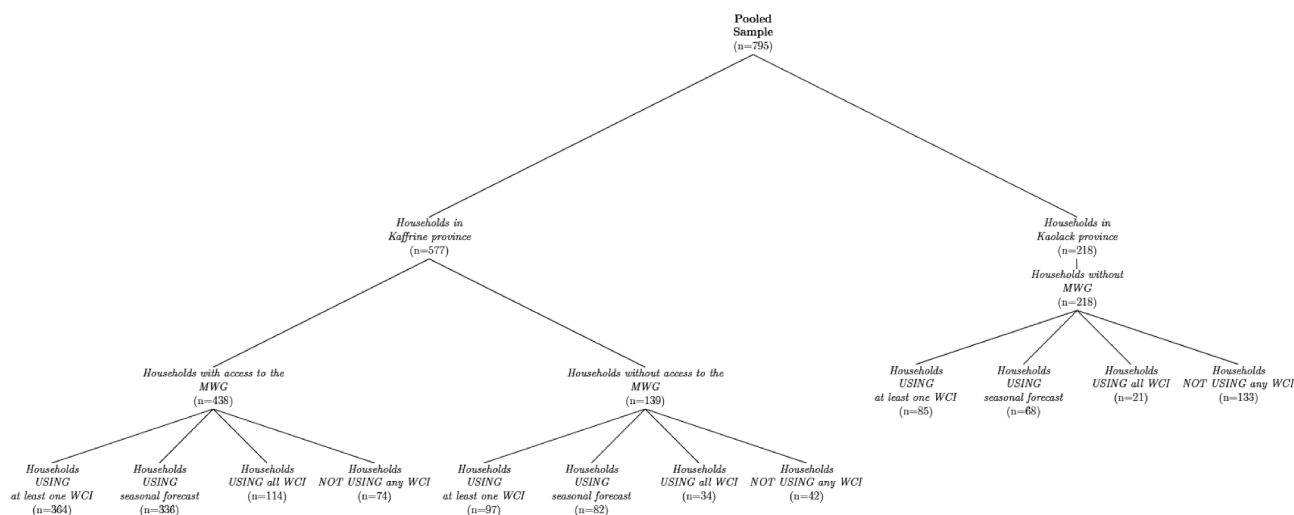 Pooled
Sample
(n=795)
Households in
Kaffrine province
(n=577)
Households in
Kaolack province
(n=218)
Households without
MWG
(n=218)
Households with access to the
MWG
(n=438)
Households without access to the
MWG
(n=139)
Households
USING
at least one WCI
(n=85)
Households
USING
seasonal forecast
(n=68)
Households
USING all WCI
(n=21)
Households
NOT USING any WCI
(n=133)
Households
USING
at least one WCI
(n=364)
Households
USING
seasonal forecast
(n=336)
Households
USING all WCI
(n=114)
Households
NOT USING any WCI
(n=74)
Households
USING
at least one WCI
(n=97)
Households
USING
seasonal forecast
(n=82)
Households
USING all WCI
(n=34)
Households
NOT USING any WCI
(n=42)